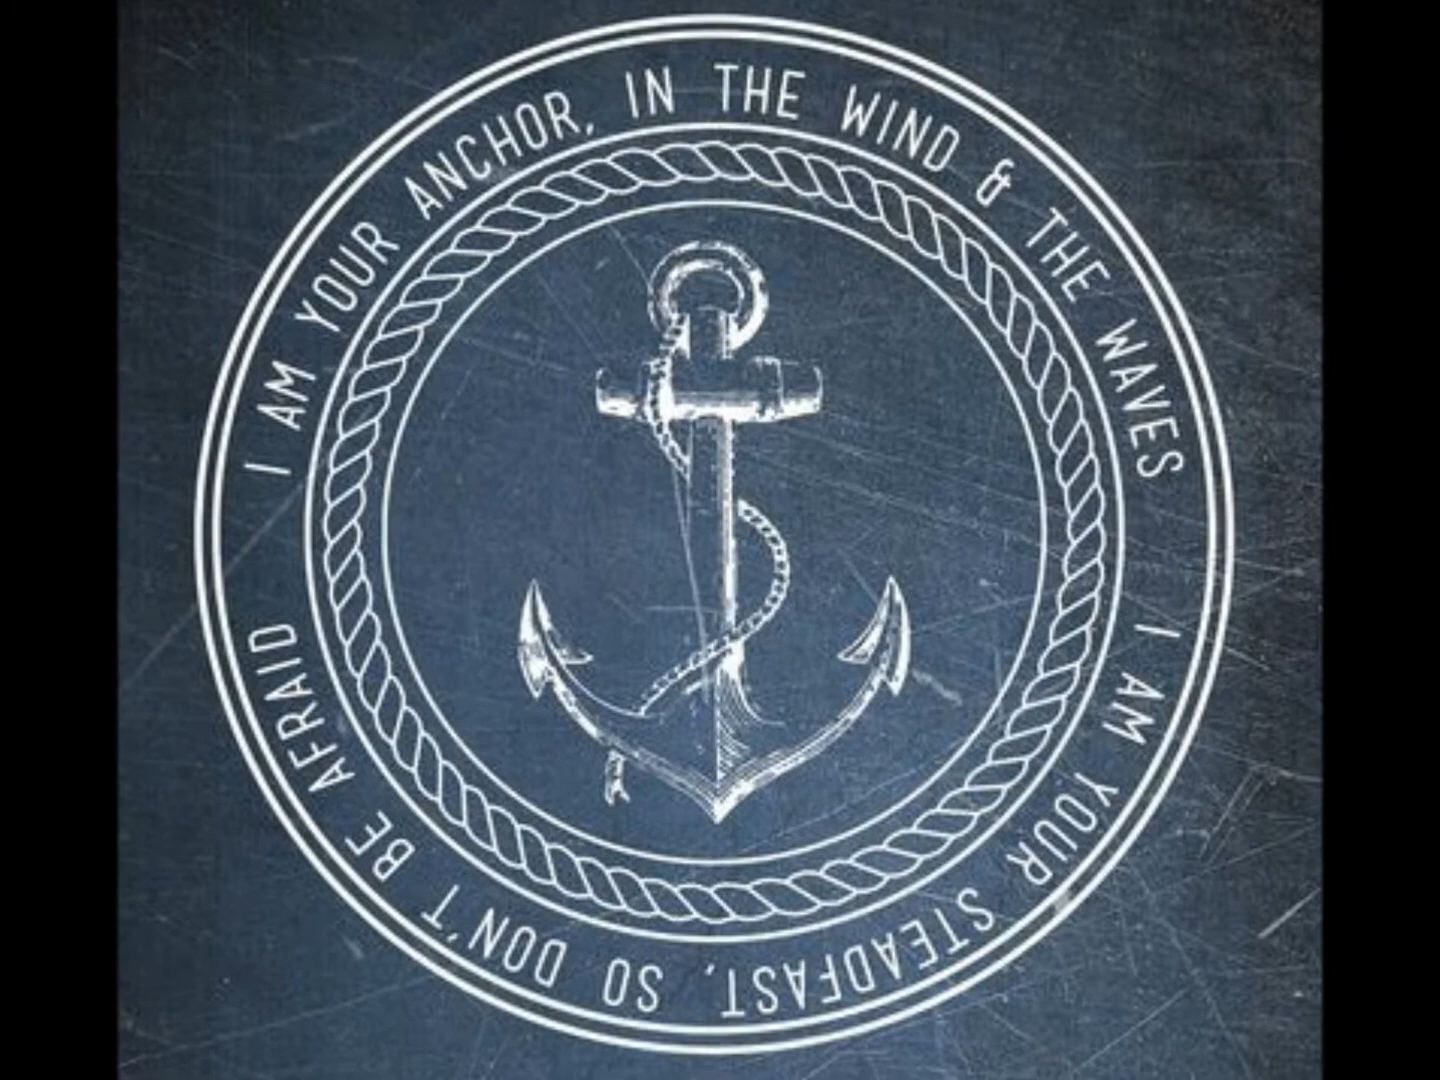 I AM YOUR ANCHOR, IN THE WIND & THE WAVES
I AM YOUR STEADFAST, SO DON'T BE AFRAID